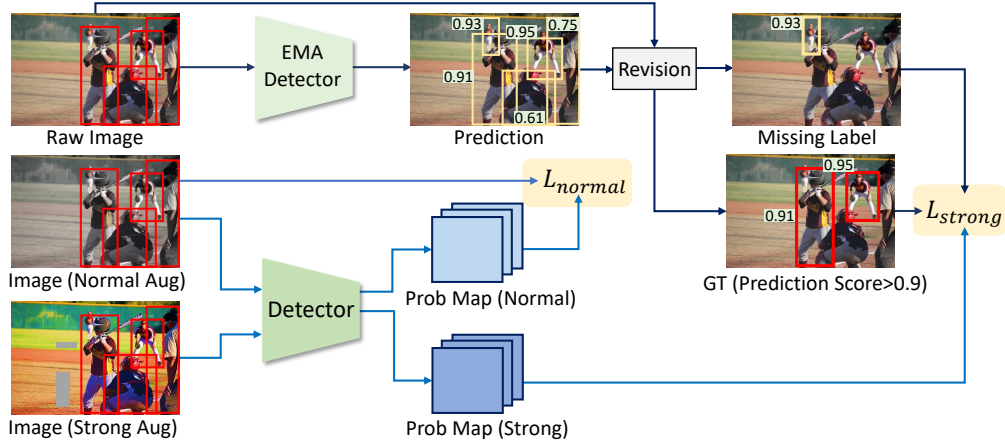 0.93
0.95
0.75
0.93
EMA
Detector
0.91
Revision
0.61
Raw Image
Prediction
Missing Label
0.95
L_normal
0.91
L_strong
Image (Normal Aug)
Prob Map (Normal)
GT (Prediction Score>0.9)
Detector
Image (Strong Aug)
Prob Map (Strong)